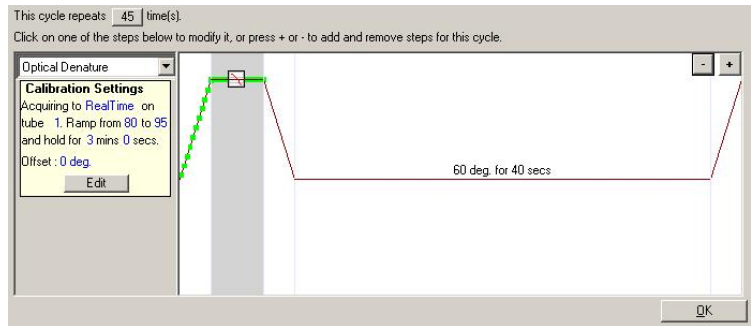 This cycle repeats 45 time(s).
Click on one of the steps below to modify it, or press + or - to add and remove steps for this cycle.
Optical Denature
Calibration Settings
Acquiring to RealTime on
tube 1. Ramp from 80 to 95
and hold for 3 mins 0 secs.
Offset : 0 deg.
Edit
- +
60 deg. for 40 secs
OK